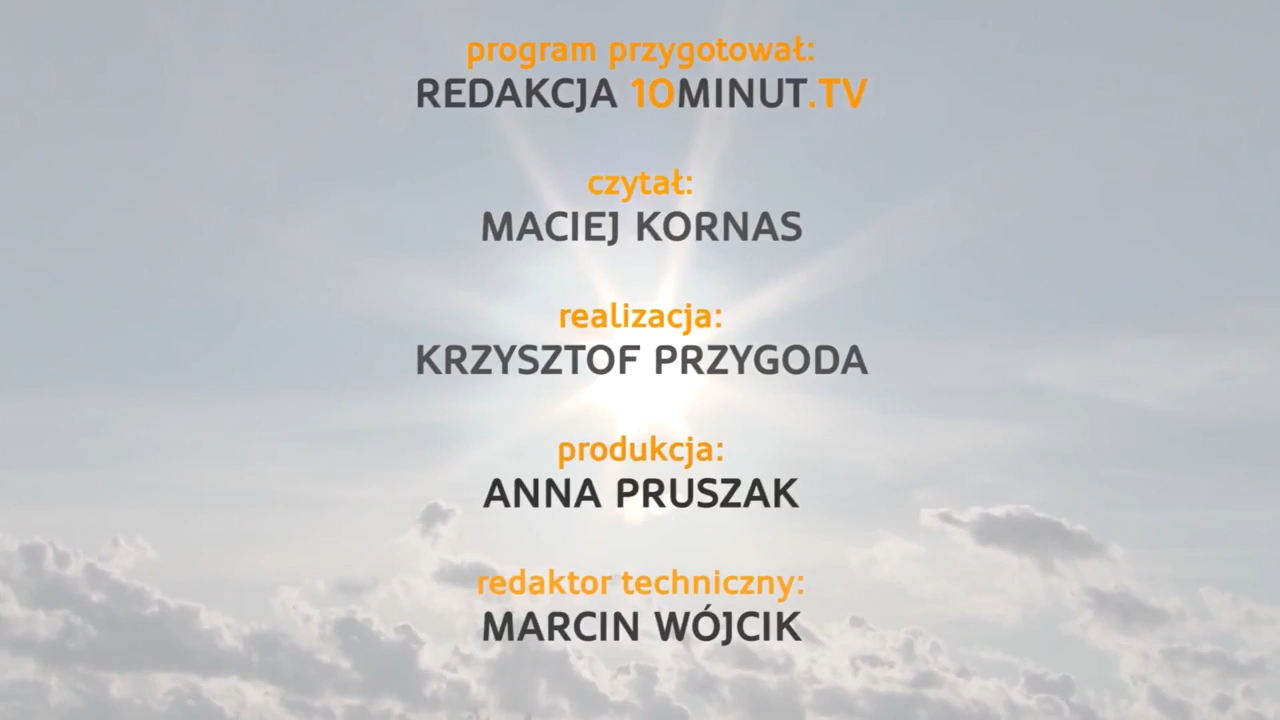 program przygotował:
REDAKCJA 10MINUT.TV
czytał:
MACIEJ KORNAS
realizacja:
KRZYSZTOF PRZYGODA
produkcja:
ANNA PRUSZAK
redaktor techniczny:
MARCIN WÓJCIK